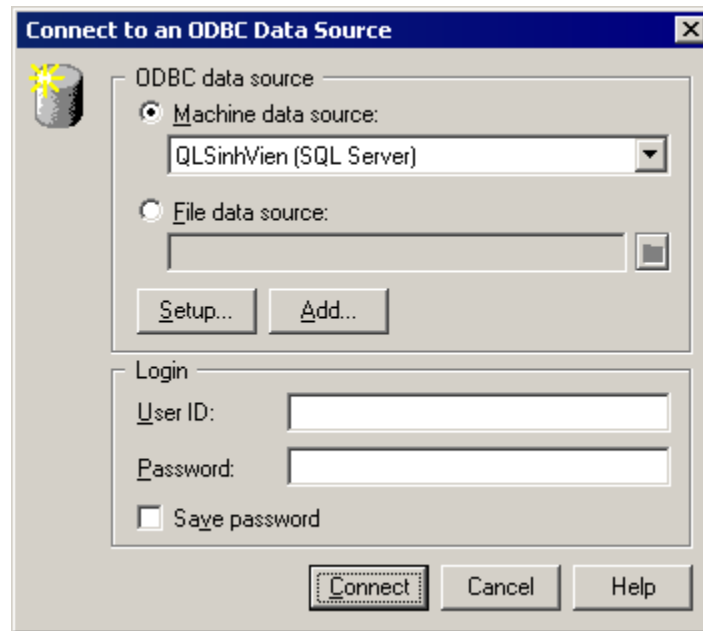 Connect to an ODBC Data Source
ODBC data source
Machine data source:
QLSinhVien (SQL Server)
File data source:
Setup... Add...
Login
User ID:
Password:
Save password
Connect Cancel Help